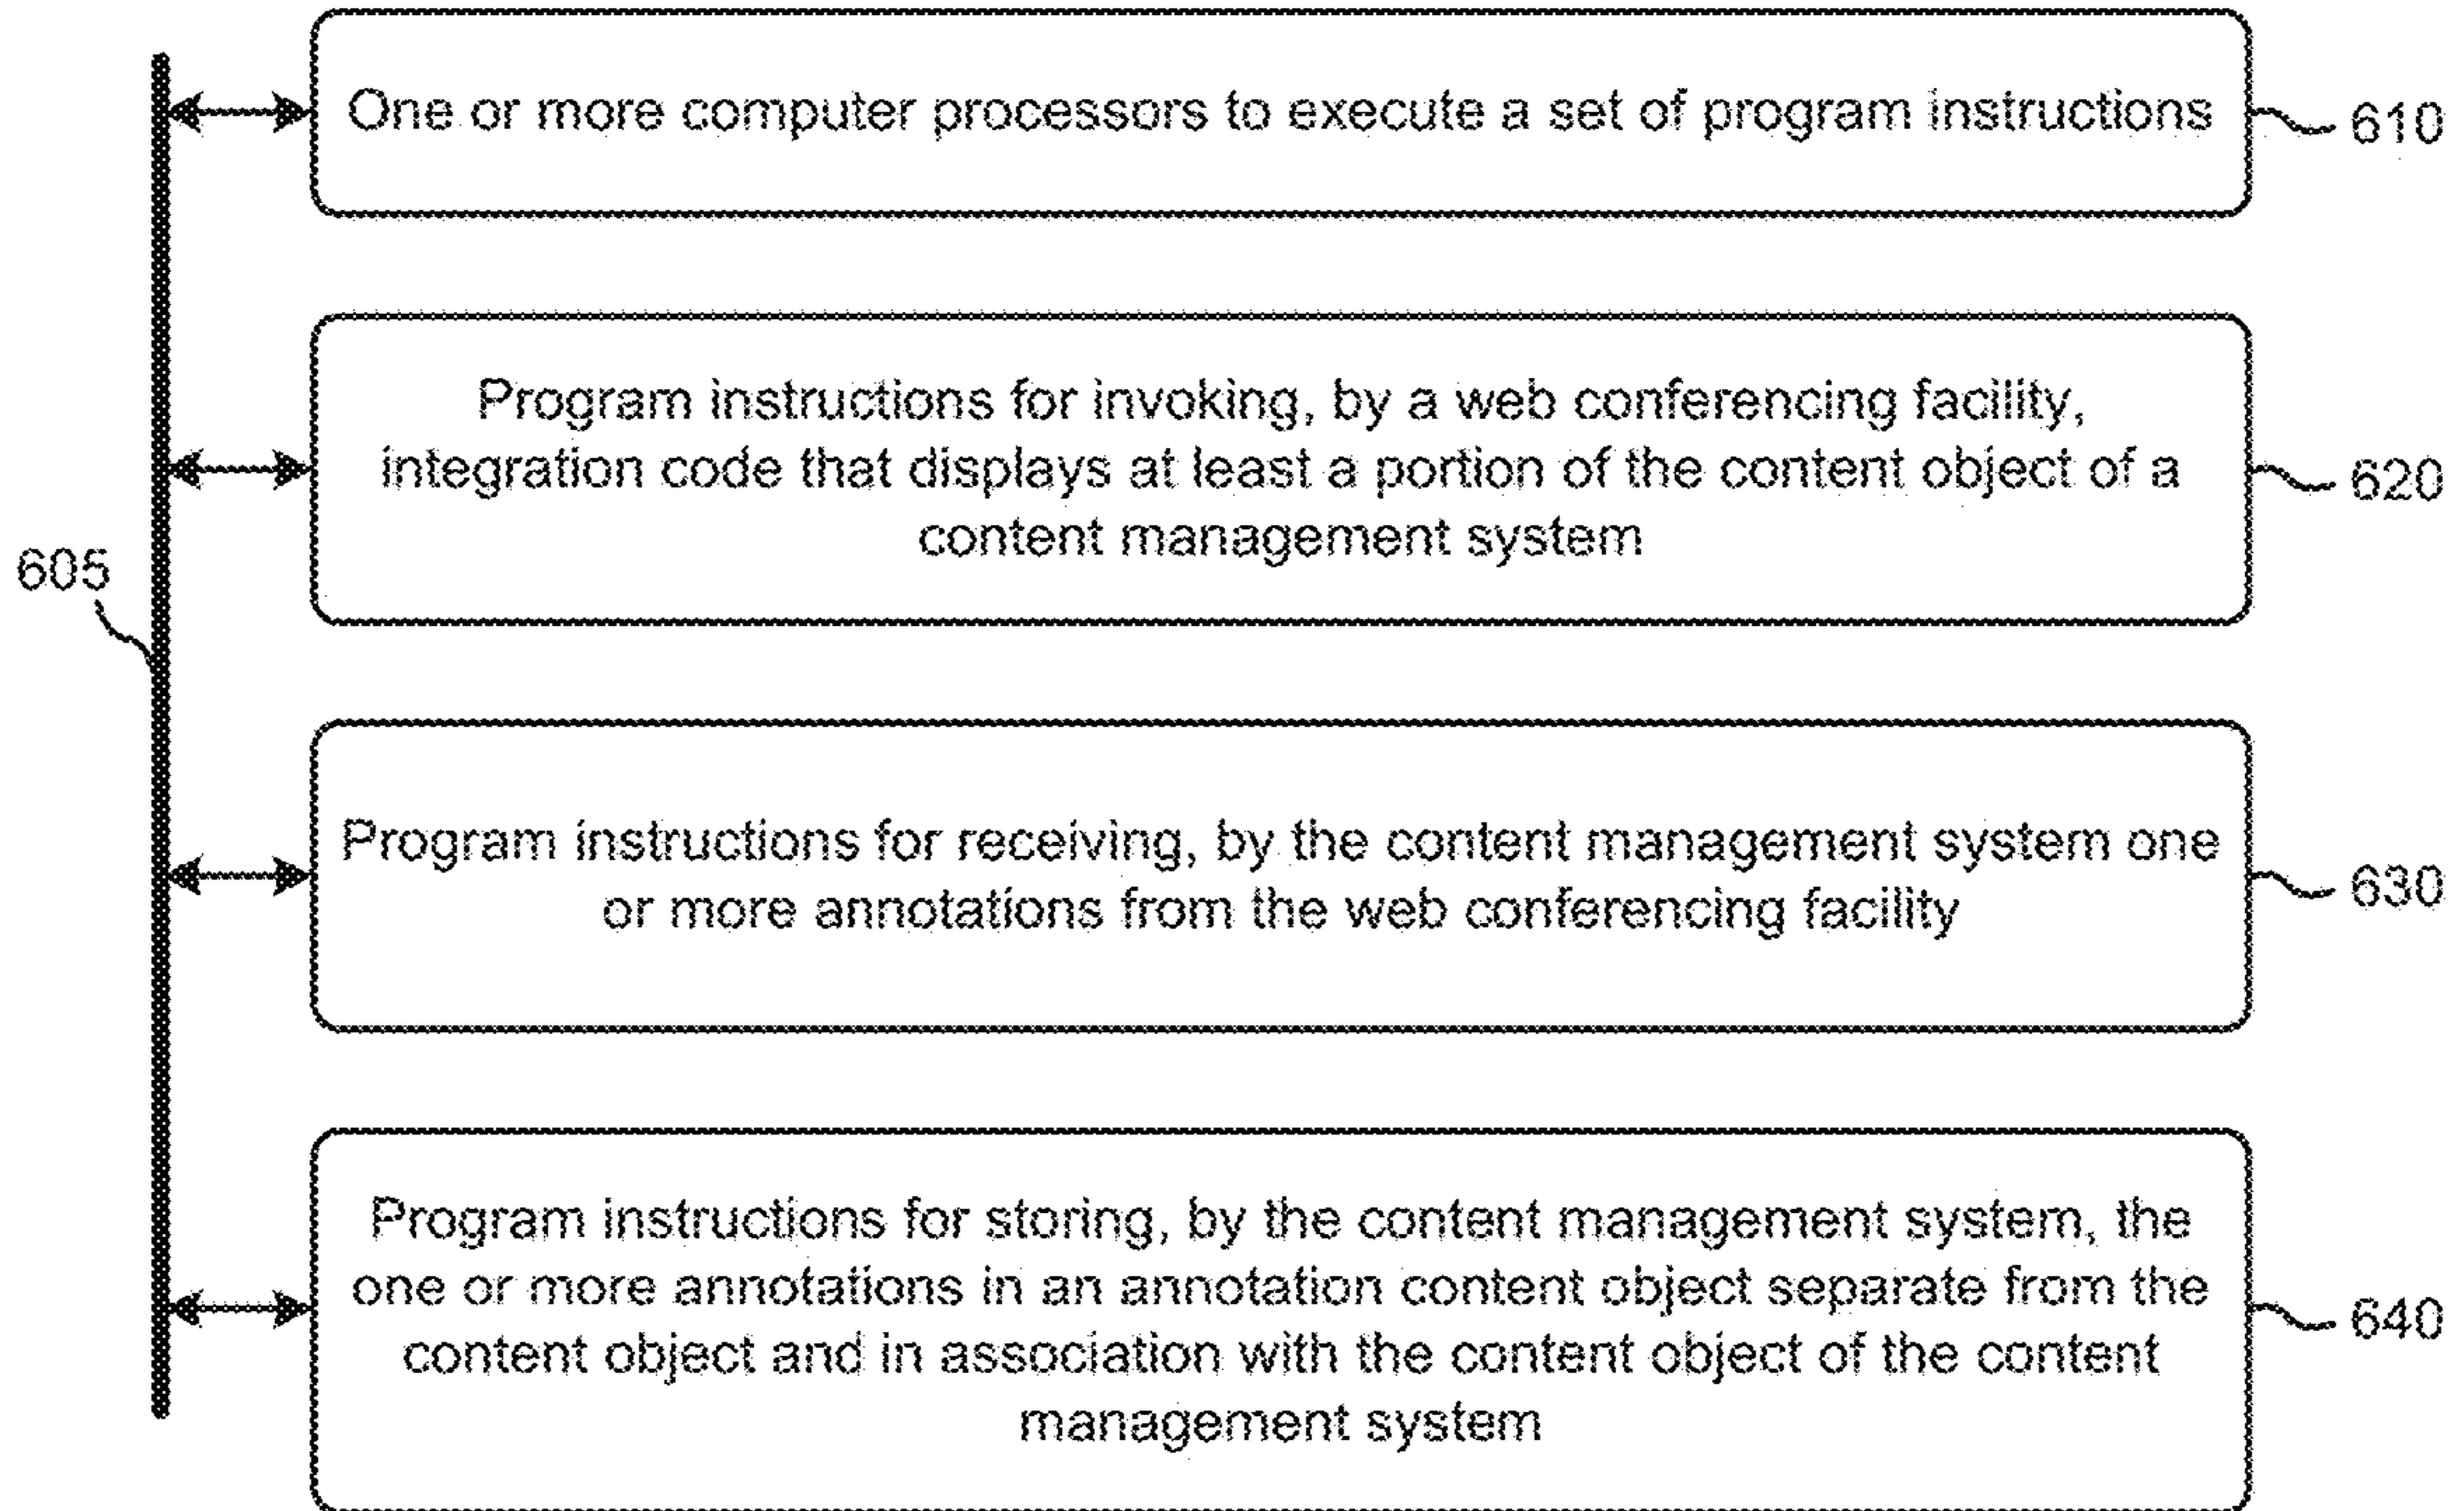 One or more computer processors to execute a set of program instructions
610
Program instructions for invoking, by a web conferencing facility,
integration code that displays at least a portion of the content object of a
content management system
620
605
Program instructions for receiving, by the content management system one
or more annotations from the web conferencing facility
630
Program instructions for storing, by the content management system, the
one or more annotations in an annotation content object separate from the
content object and in association with the content object of the content
management system
640